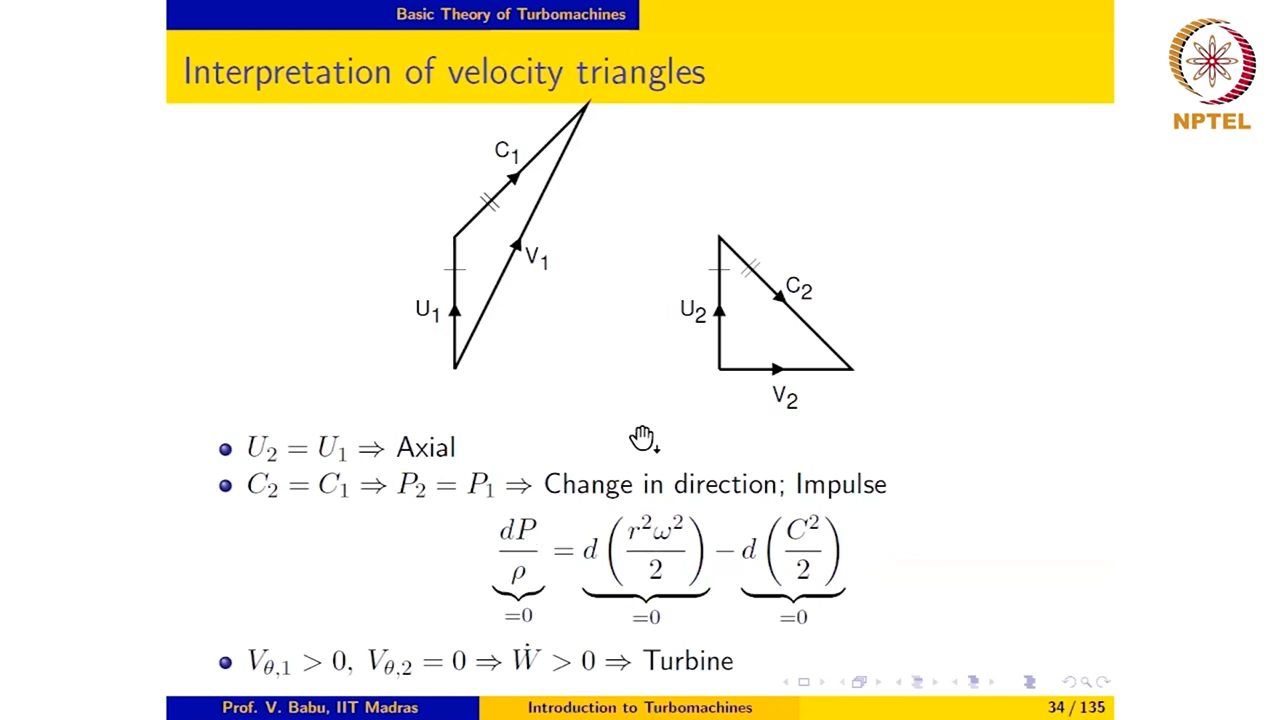 Basic Theory of Turbomachines
Interpretation of velocity triangles
NPTEL
C1
V1
U1
U2
C2
V2
• U₂ = U₁ ⇒ Axial
• C₂ = C₁ ⇒ P₂ = P₁ ⇒ Change in direction; Impulse
dP/ρ = d(r²ω²/2) − d(C²/2)
=0 =0 =0
• V_θ,1 > 0, V_θ,2 = 0 ⇒ Ẇ > 0 ⇒ Turbine
Prof. V. Babu, IIT Madras Introduction to Turbomachines 34 / 135